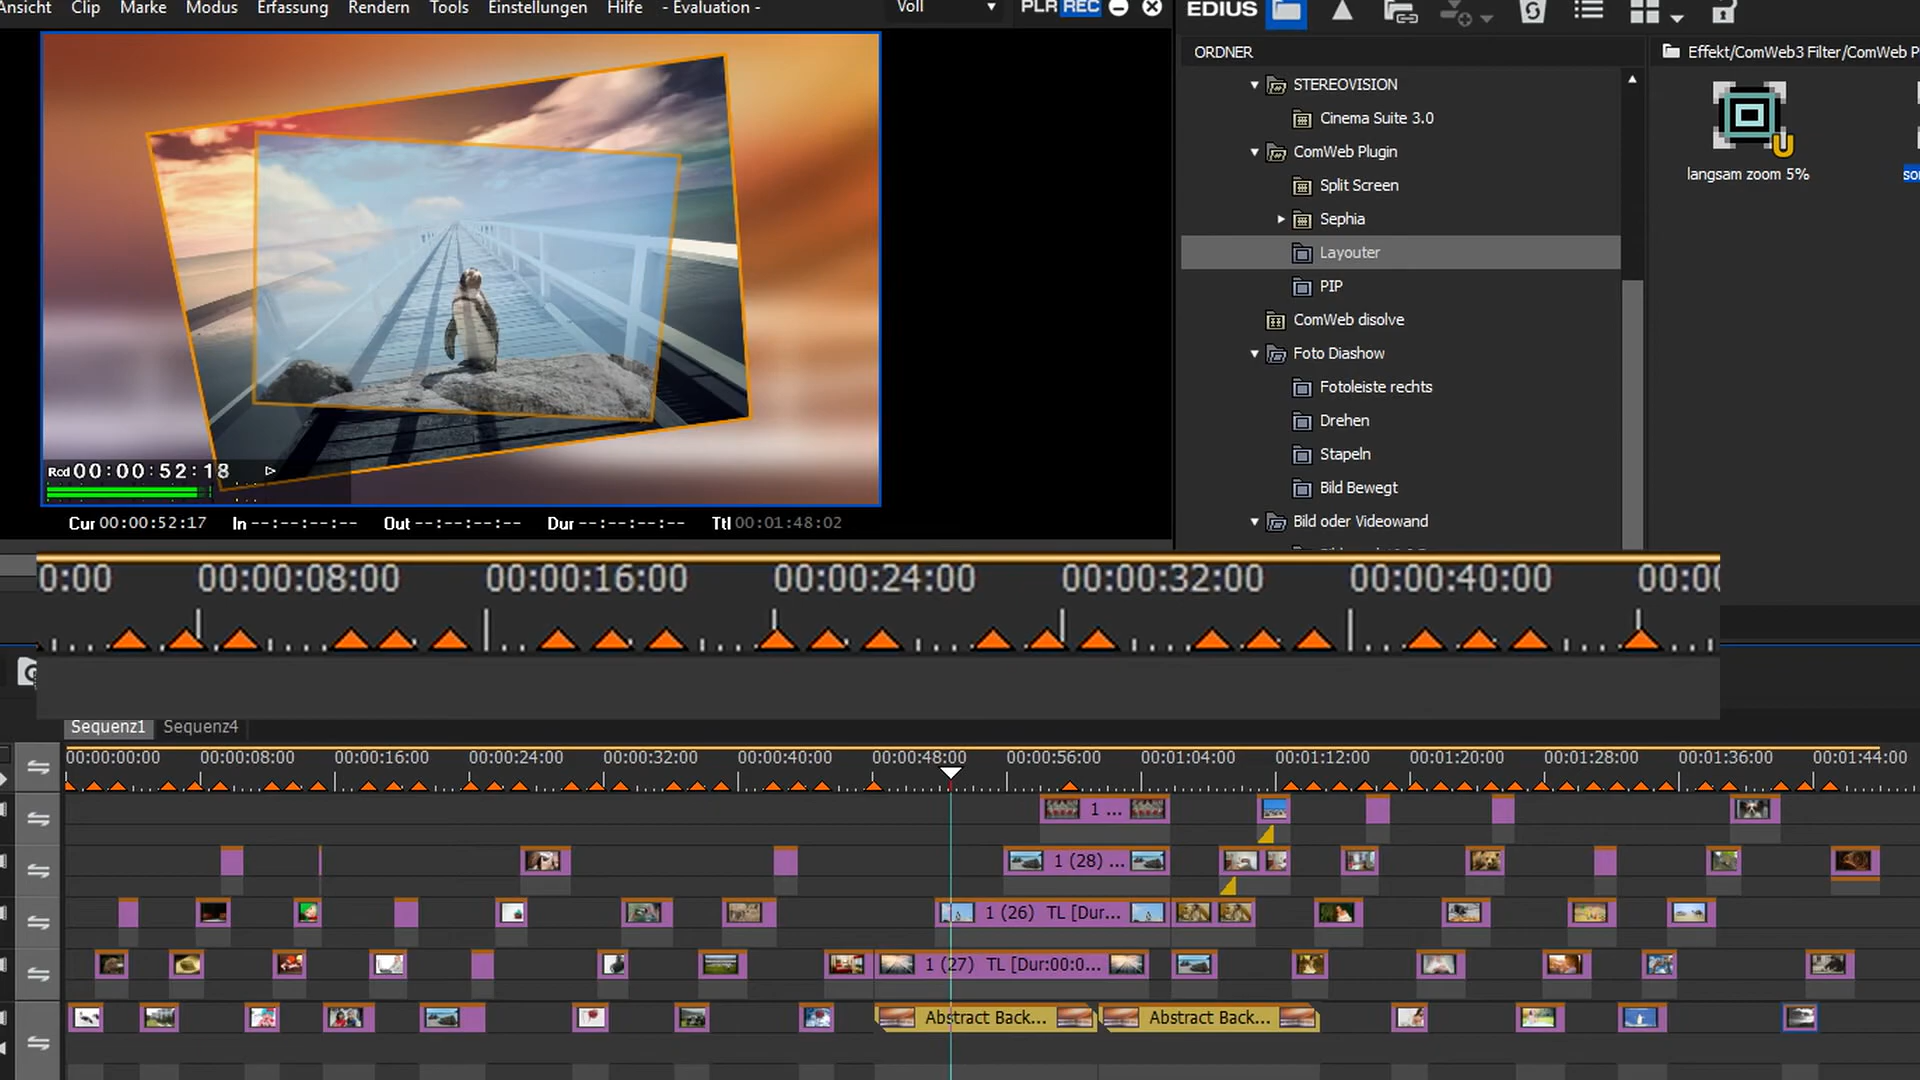 Ansicht Clip Marke Modus Erfassung Rendern Tools Einstellungen Hilfe - Evaluation -
Voll
PLR REC
EDIUS
ORDNER
STEREOVISION
Cinema Suite 3.0
ComWeb Plugin
Split Screen
Sephia
Layouter
PIP
ComWeb disolve
Foto Diashow
Fotoleiste rechts
Drehen
Stapeln
Bild Bewegt
Bild oder Videowand
Effekt/ComWeb3 Filter/ComWeb P
langsam zoom 5%
so
Rcd 00:00:52:18
Cur 00:00:52:17 In --:--:--:-- Out --:--:--:-- Dur --:--:--:-- Ttl 00:01:48:02
0:00 00:00:08:00 00:00:16:00 00:00:24:00 00:00:32:00 00:00:40:00 00:00
Sequenz1 Sequenz4
00:00:00:00 00:00:08:00 00:00:16:00 00:00:24:00 00:00:32:00 00:00:40:00 00:00:48:00 00:00:56:00 00:01:04:00 00:01:12:00 00:01:20:00 00:01:28:00 00:01:36:00 00:01:44:00
1 ...
1 (28) ...
1 (26) TL [Dur...
1 (27) TL [Dur:00:0...
Abstract Back... Abstract Back...